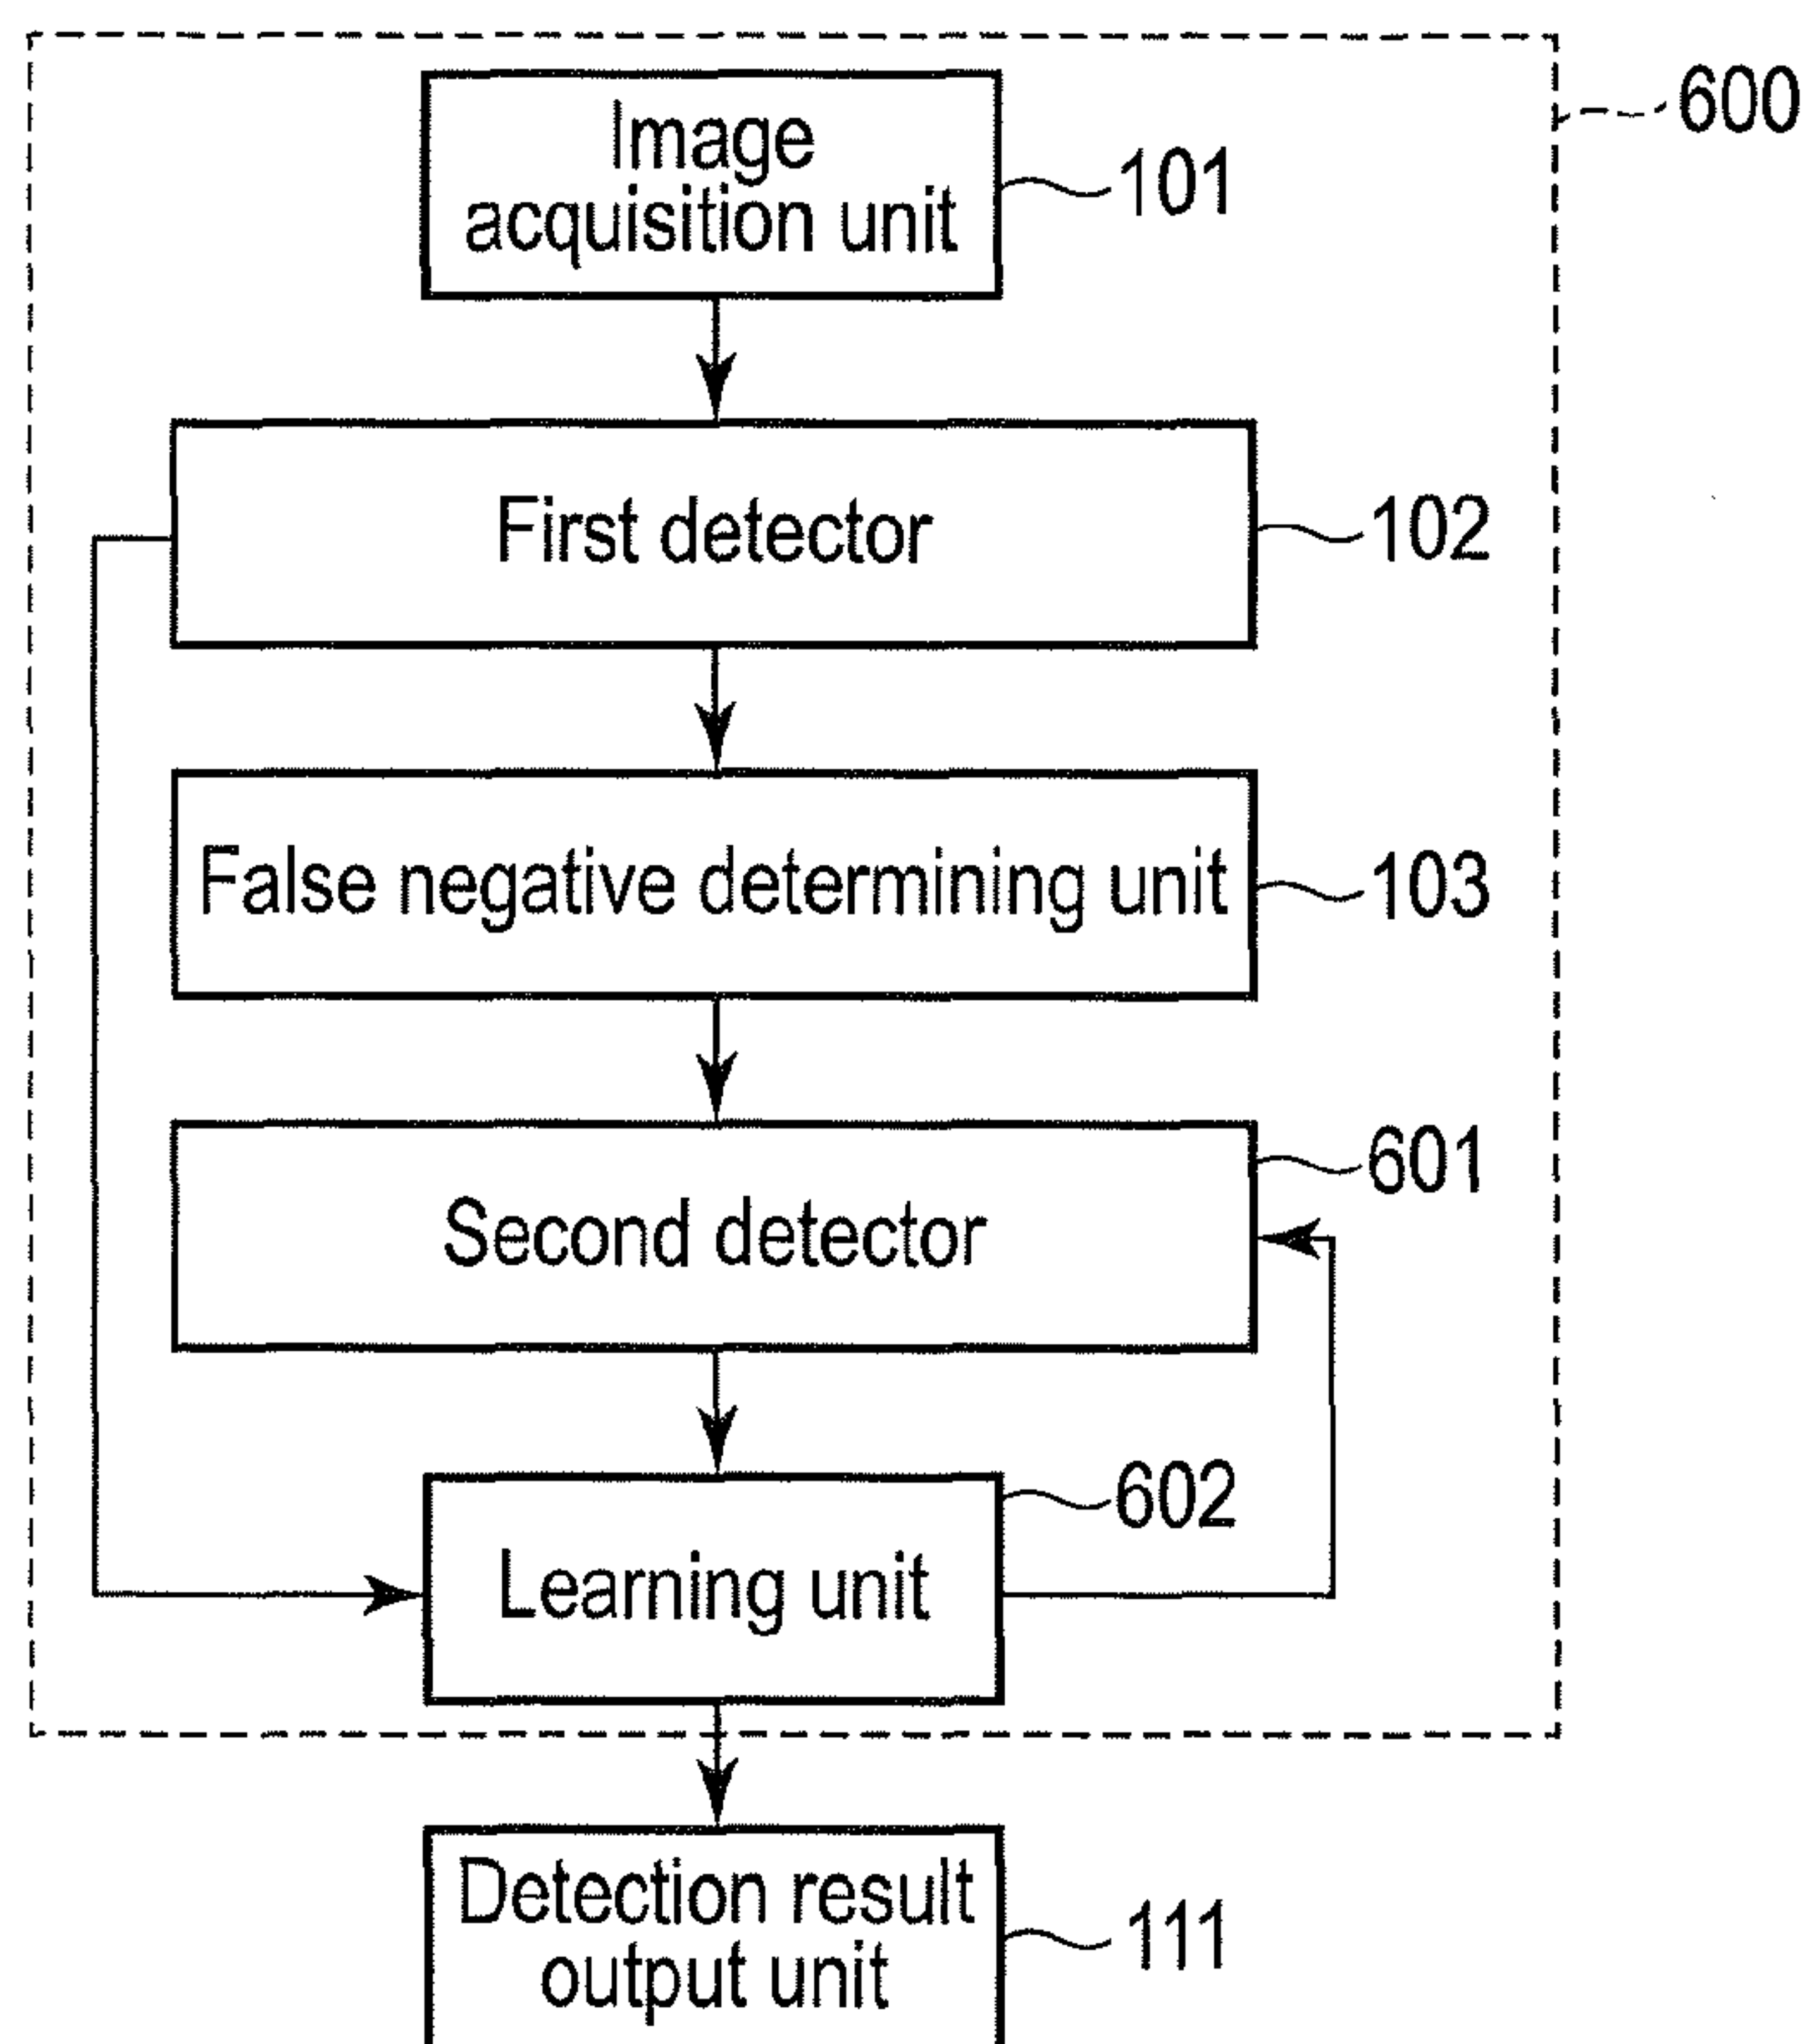 600
Image
acquisition unit
101
First detector
102
False negative determining unit
103
601
Second detector
602
Learning unit
Detection result
output unit
111